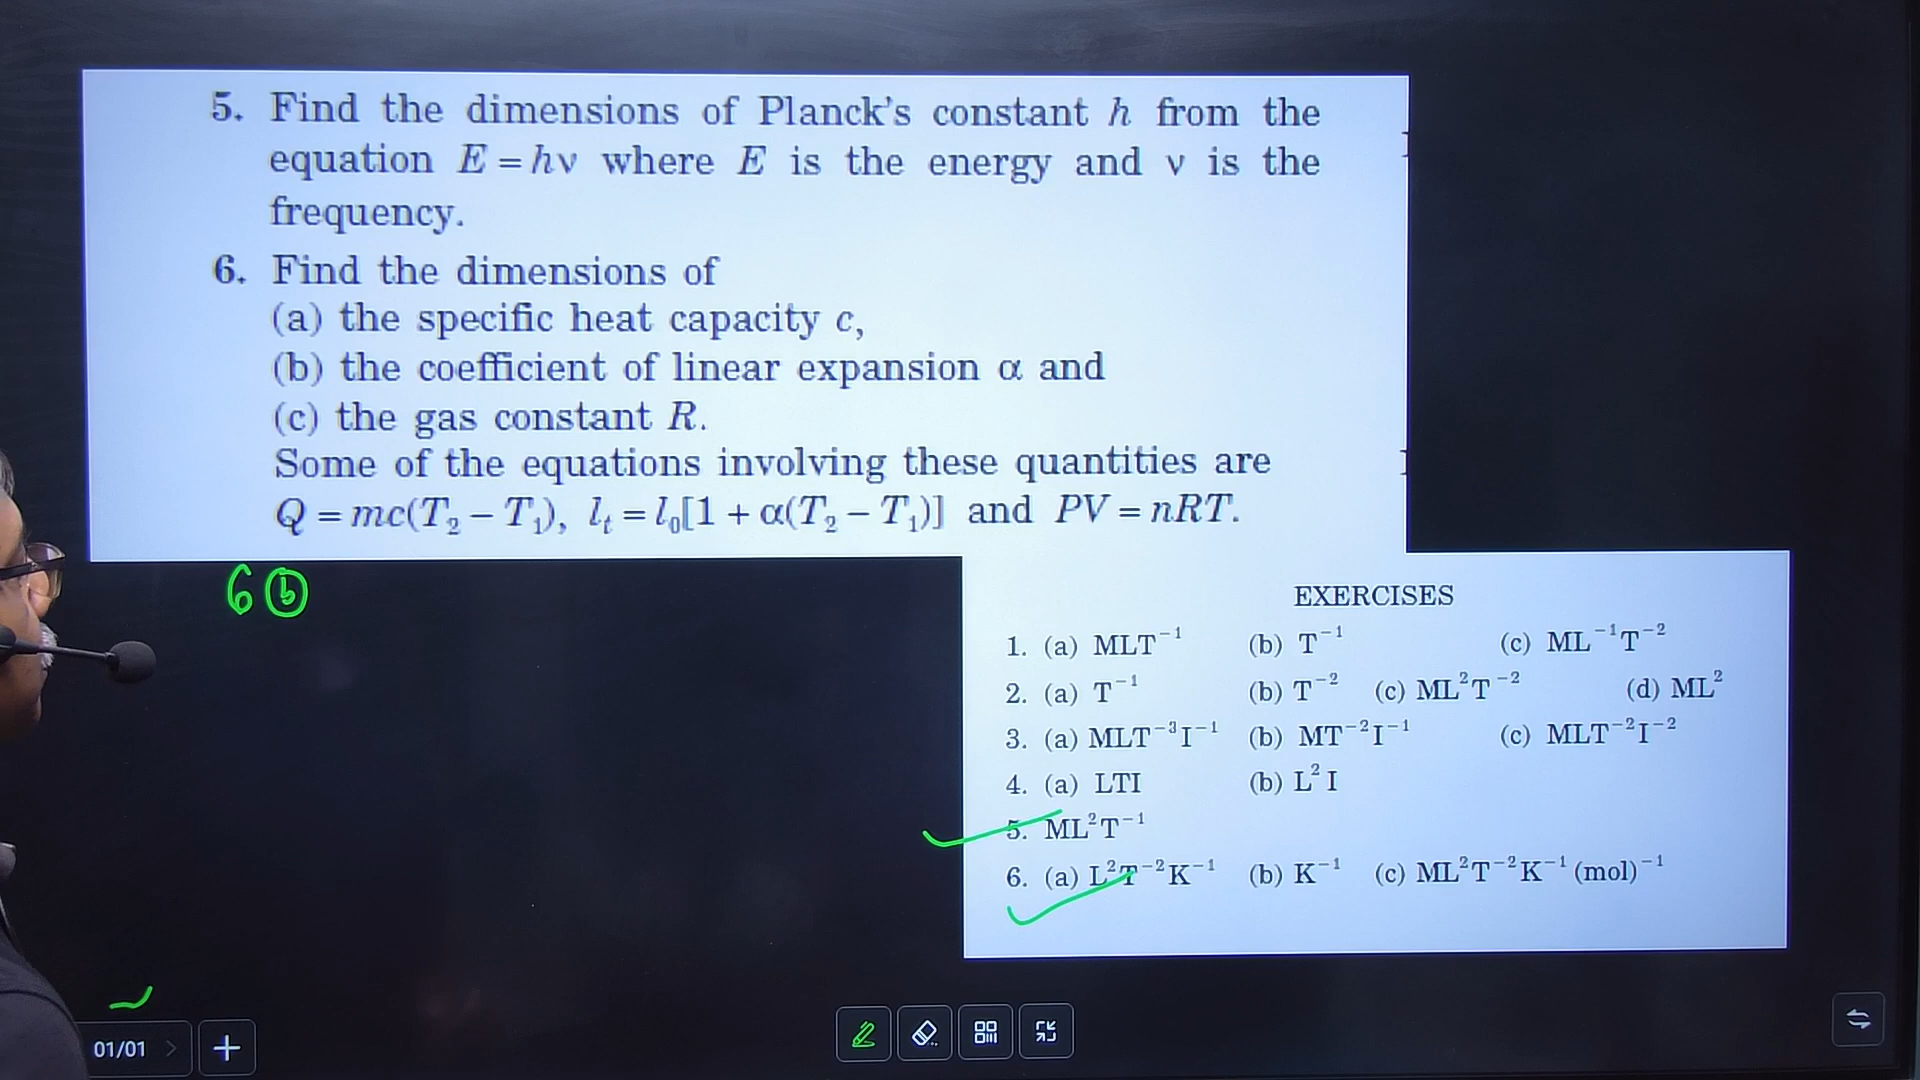 5. Find the dimensions of Planck's constant h from the
equation E = hν where E is the energy and ν is the
frequency.
6. Find the dimensions of
(a) the specific heat capacity c,
(b) the coefficient of linear expansion α and
(c) the gas constant R.
Some of the equations involving these quantities are
Q = mc(T₂ − T₁), lₜ = l₀[1 + α(T₂ − T₁)] and PV = nRT.
6 (b)
EXERCISES
1. (a) MLT⁻¹ (b) T⁻¹ (c) ML⁻¹T⁻²
2. (a) T⁻¹ (b) T⁻² (c) ML²T⁻² (d) ML²
3. (a) MLT⁻³I⁻¹ (b) MT⁻²I⁻¹ (c) MLT⁻²I⁻²
4. (a) LTI (b) L²I
5. ML²T⁻¹
6. (a) L²T⁻²K⁻¹ (b) K⁻¹ (c) ML²T⁻²K⁻¹(mol)⁻¹
01/01